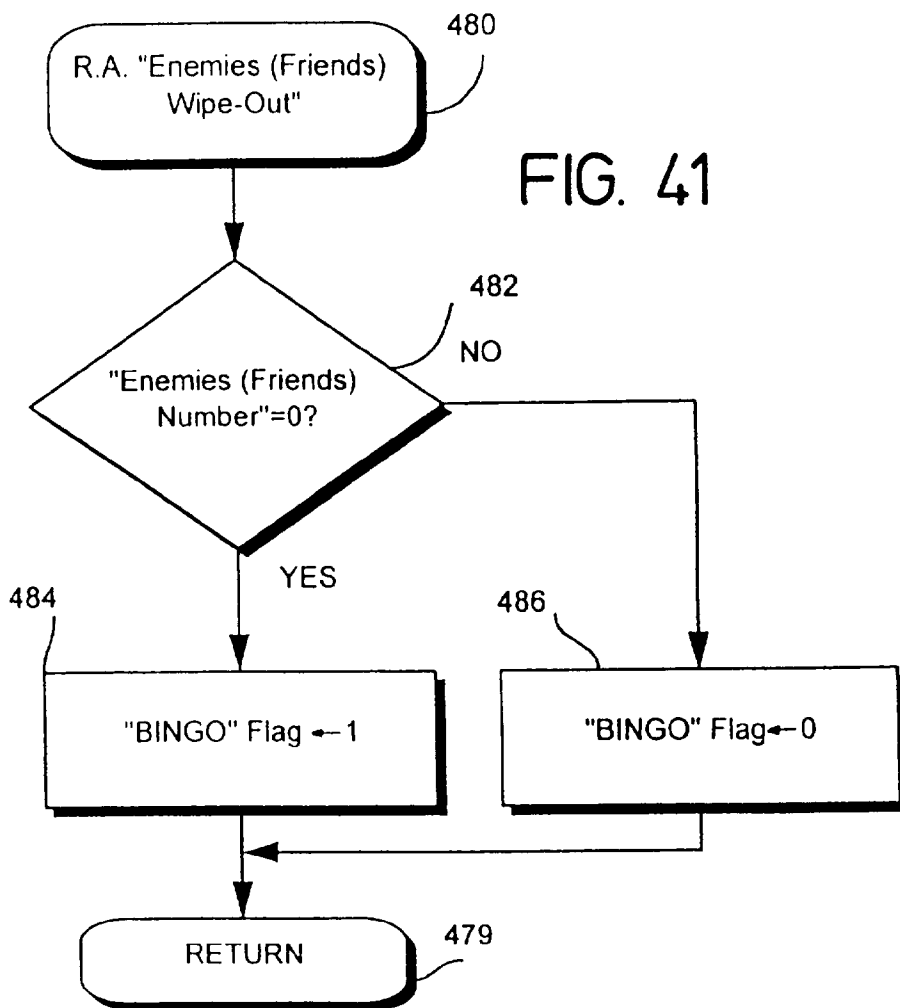 480
R.A. "Enemies (Friends)
Wipe-Out"
FIG. 41
482
NO
"Enemies (Friends)
Number"=0?
YES
484
486
"BINGO" Flag ←1
"BINGO" Flag←0
RETURN
479